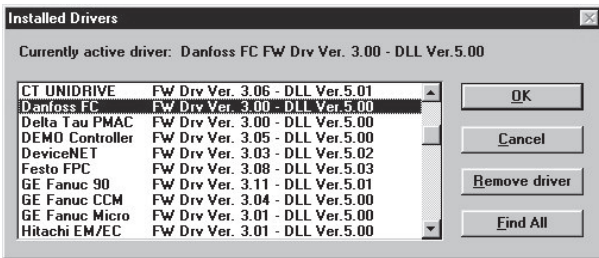 Installed Drivers
Currently active driver: Danfoss FC FW Drv Ver. 3.00 - DLL Ver.5.00
CT UNIDRIVE FW Drv Ver. 3.06 - DLL Ver.5.01
Danfoss FC FW Drv Ver. 3.00 - DLL Ver.5.00
Delta Tau PMAC FW Drv Ver. 3.00 - DLL Ver.5.00
DEMO Controller FW Drv Ver. 3.05 - DLL Ver.5.00
DeviceNET FW Drv Ver. 3.03 - DLL Ver.5.02
Festo FPC FW Drv Ver. 3.08 - DLL Ver.5.03
GE Fanuc 90 FW Drv Ver. 3.11 - DLL Ver.5.01
GE Fanuc CCM FW Drv Ver. 3.04 - DLL Ver.5.00
GE Fanuc Micro FW Drv Ver. 3.01 - DLL Ver.5.00
Hitachi EM/EC FW Drv Ver. 3.01 - DLL Ver.5.00
OK
Cancel
Remove driver
Find All